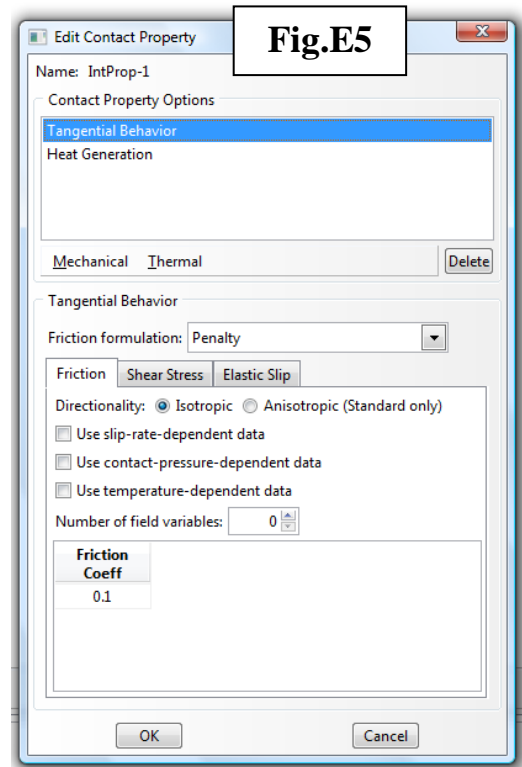 Edit Contact Property
Fig.E5
Name: IntProp-1
Contact Property Options
Tangential Behavior
Heat Generation
Mechanical Thermal Delete
Tangential Behavior
Friction formulation: Penalty
Friction Shear Stress Elastic Slip
Directionality: Isotropic Anisotropic (Standard only)
Use slip-rate-dependent data
Use contact-pressure-dependent data
Use temperature-dependent data
Number of field variables: 0
Friction
Coeff
0.1
OK Cancel